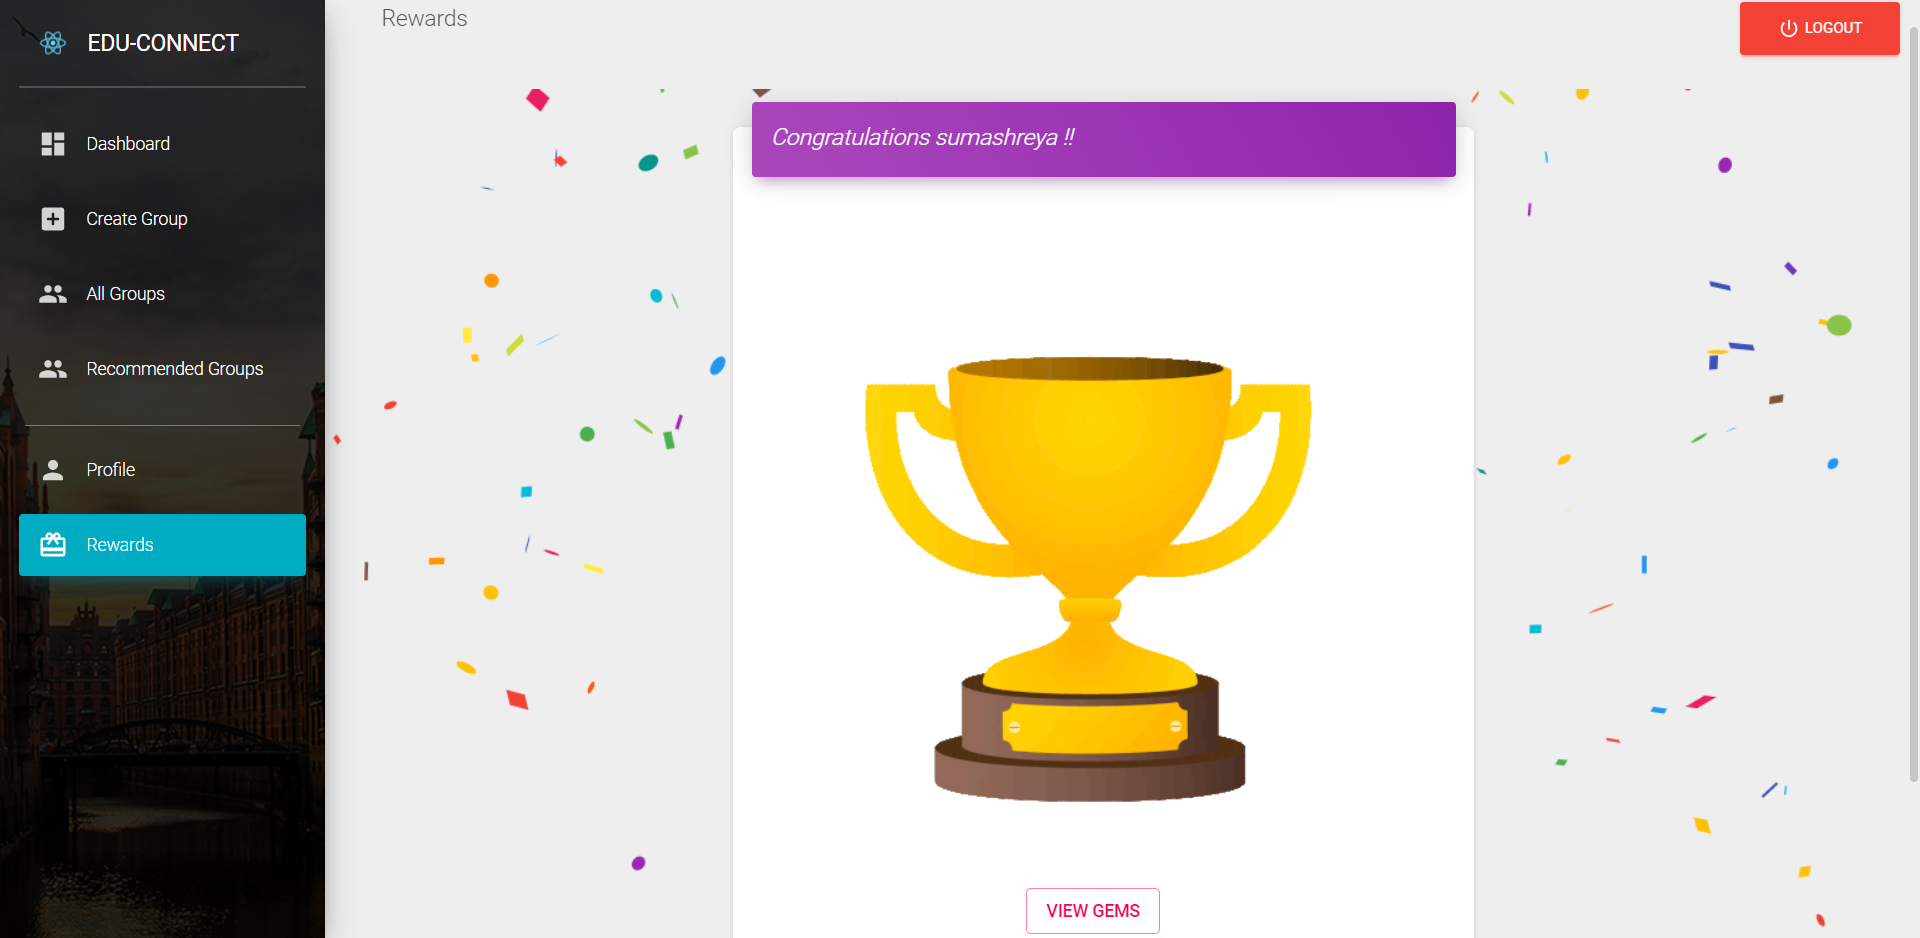 EDU-CONNECT
Dashboard
Create Group
All Groups
Recommended Groups
Profile
Rewards
Rewards
LOGOUT
Congratulations sumashreya !!
VIEW GEMS